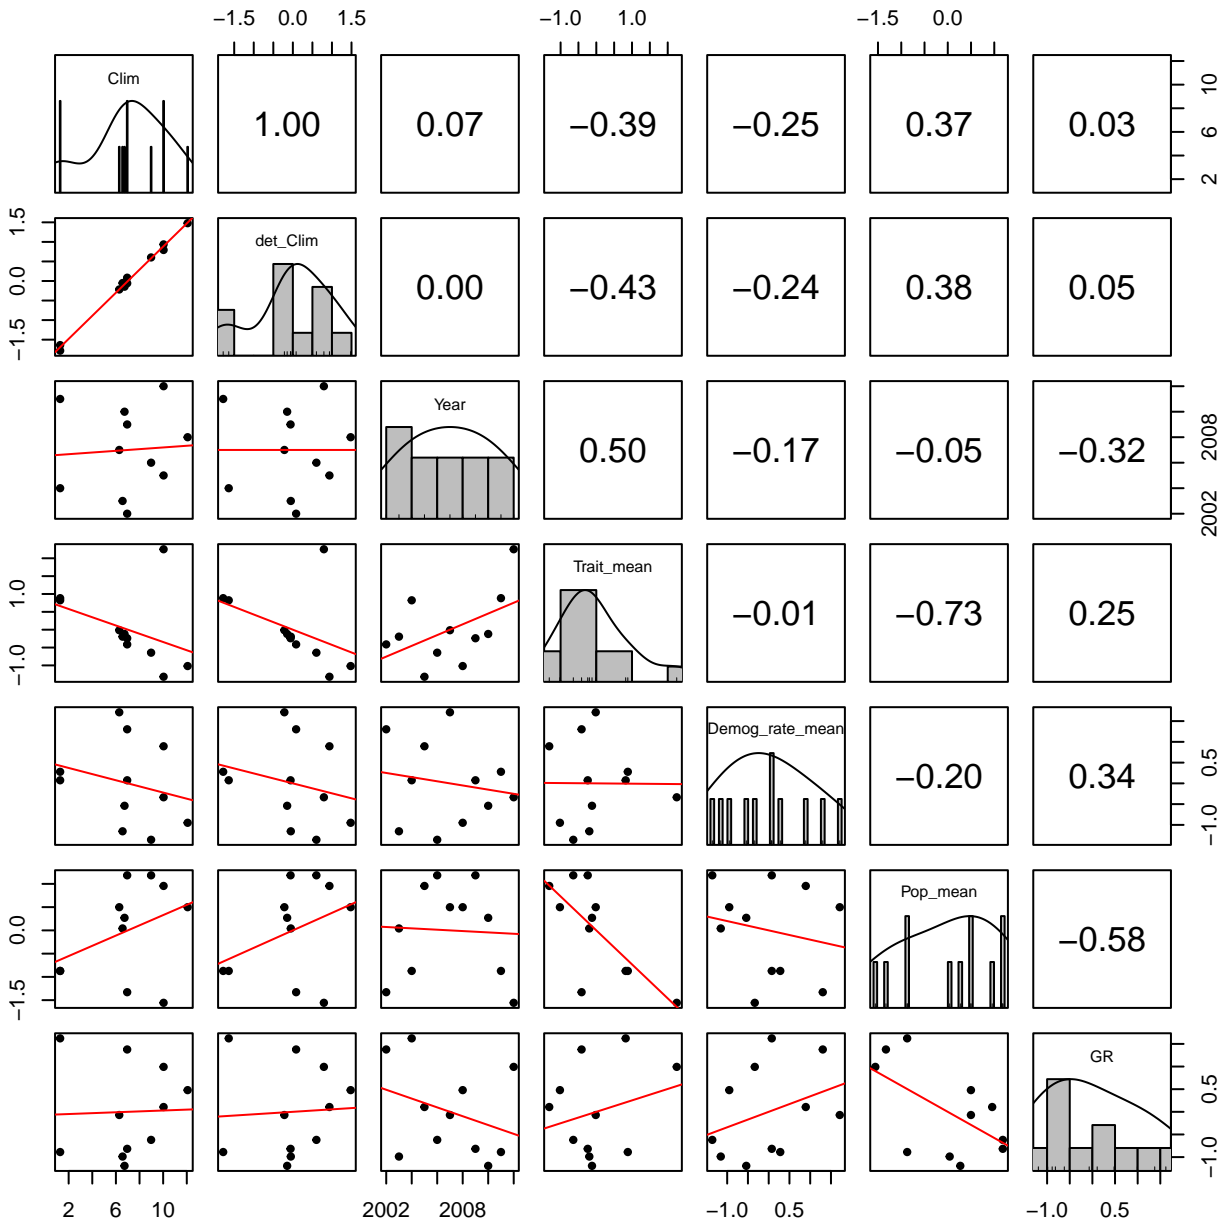 −1.5 0.0 1.5 −1.0 1.0 −1.5 0.0
Clim 1.00 0.07 −0.39 −0.25 0.37 0.03 2 6 10
−1.5 0.0 1.5 det_Clim 0.00 −0.43 −0.24 0.38 0.05
Year 0.50 −0.17 −0.05 −0.32 2002 2008
−1.0 1.0 Trait_mean −0.01 −0.73 0.25
Demog_rate_mean −0.20 0.34 −1.0 0.5
−1.5 0.0 Pop_mean −0.58
GR −1.0 0.5
2 6 10 2002 2008 −1.0 0.5 −1.0 0.5